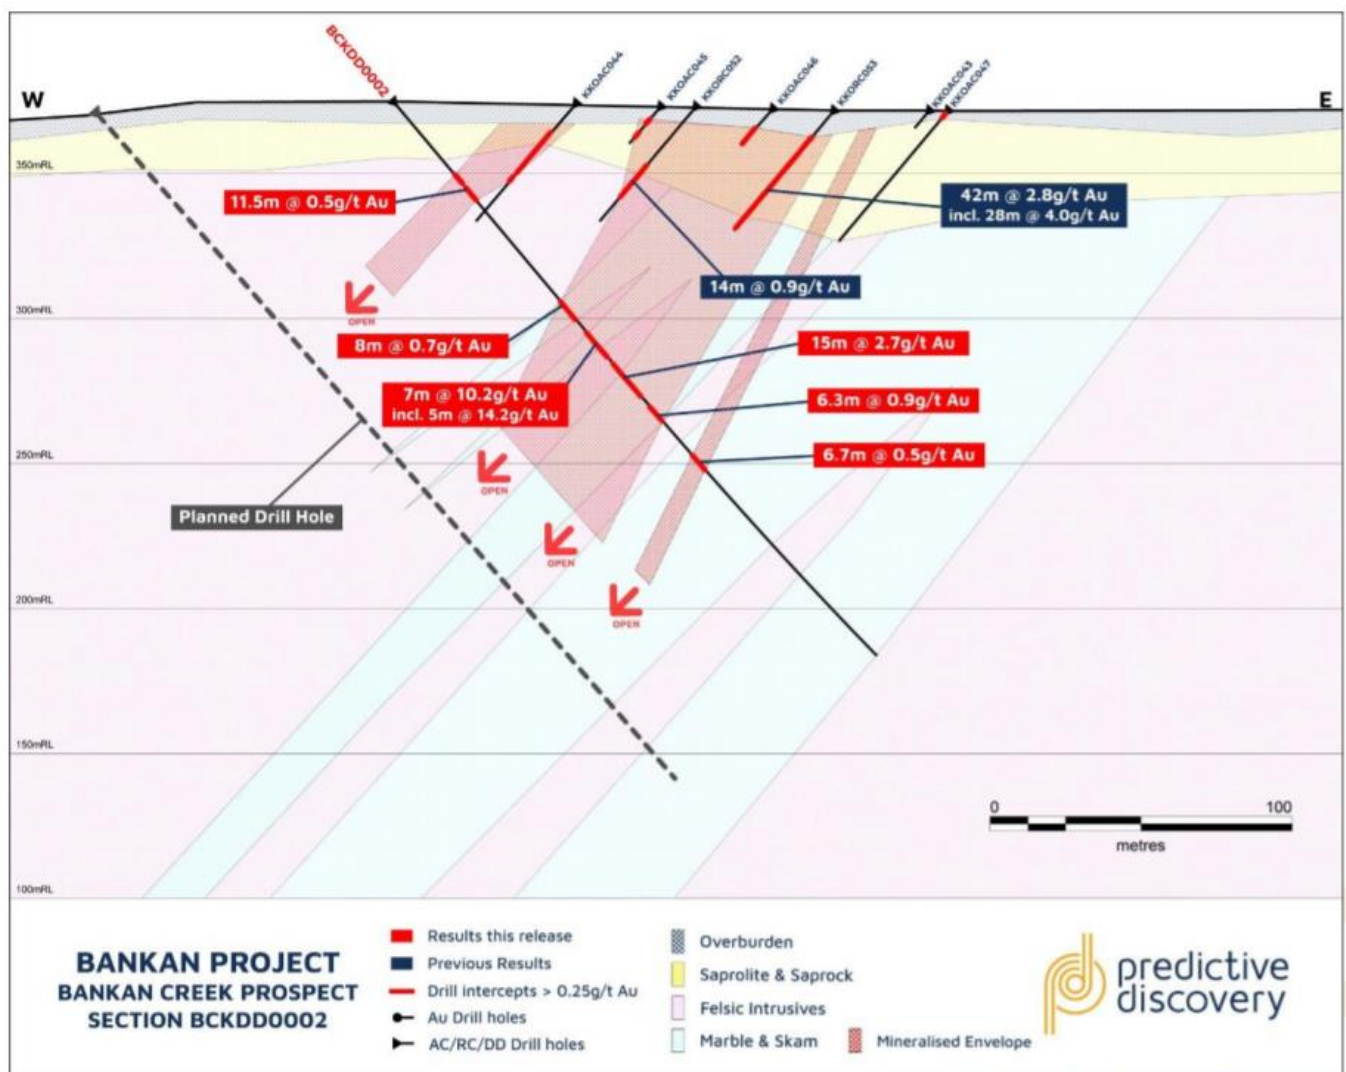 BCKDD0002
KKOAC044
KKOAC045
KKORC052
KKOAC046
KKORC053
KKOAC043
KKOAC047
W
E
350mRL
11.5m @ 0.5g/t Au
42m @ 2.8g/t Au
incl. 28m @ 4.0g/t Au
14m @ 0.9g/t Au
OPEN
300mRL
8m @ 0.7g/t Au
15m @ 2.7g/t Au
7m @ 10.2g/t Au
incl. 5m @ 14.2g/t Au
6.3m @ 0.9g/t Au
6.7m @ 0.5g/t Au
250mRL
OPEN
Planned Drill Hole
OPEN
200mRL
OPEN
150mRL
0 100
metres
100mRL
BANKAN PROJECT
BANKAN CREEK PROSPECT
SECTION BCKDD0002
Results this release
Previous Results
Drill intercepts > 0.25g/t Au
Au Drill holes
AC/RC/DD Drill holes
Overburden
Saprolite & Saprock
Felsic Intrusives
Marble & Skarn
Mineralised Envelope
predictive
discovery